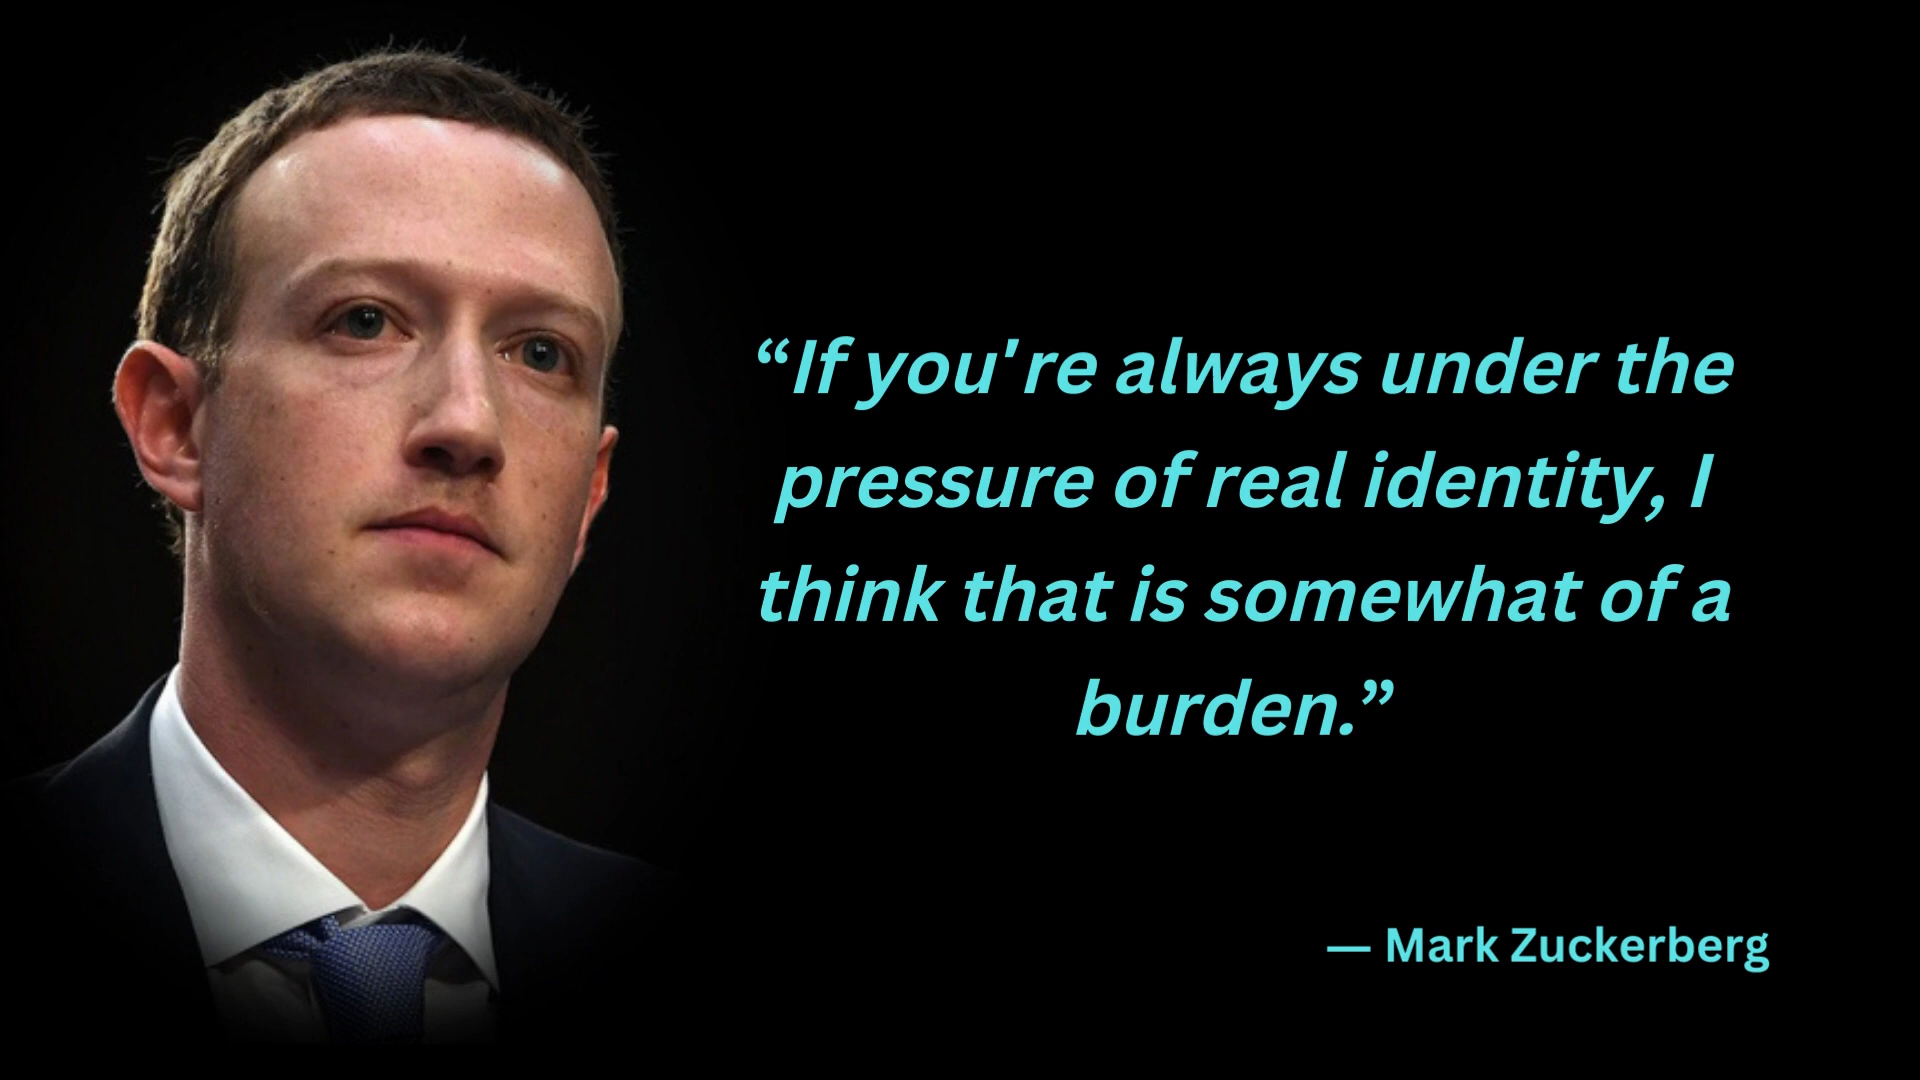 “If you're always under the
pressure of real identity, I
think that is somewhat of a
burden.”
— Mark Zuckerberg